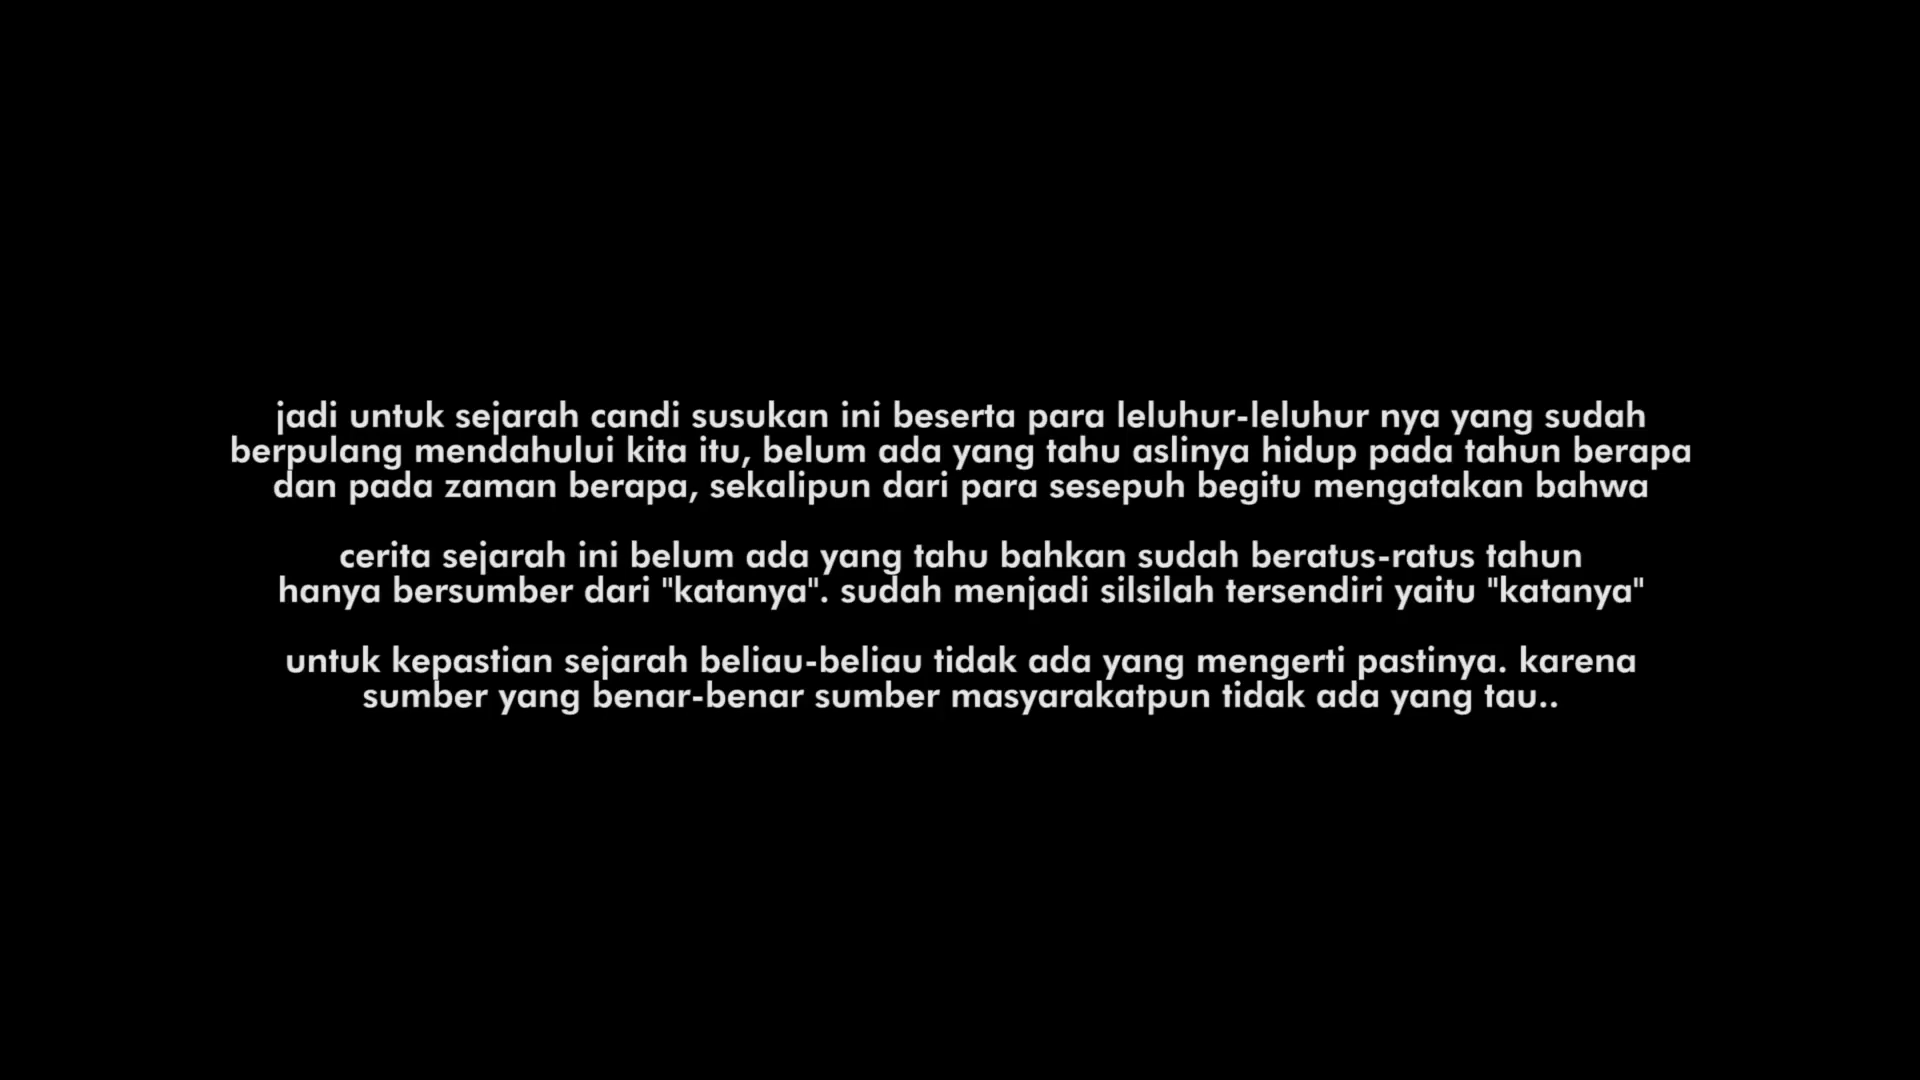 jadi untuk sejarah candi susukan ini beserta para leluhur-leluhur nya yang sudah
berpulang mendahului kita itu, belum ada yang tahu aslinya hidup pada tahun berapa
dan pada zaman berapa, sekalipun dari para sesepuh begitu mengatakan bahwa
cerita sejarah ini belum ada yang tahu bahkan sudah beratus-ratus tahun
hanya bersumber dari "katanya". sudah menjadi silsilah tersendiri yaitu "katanya"
untuk kepastian sejarah beliau-beliau tidak ada yang mengerti pastinya. karena
sumber yang benar-benar sumber masyarakatpun tidak ada yang tau..